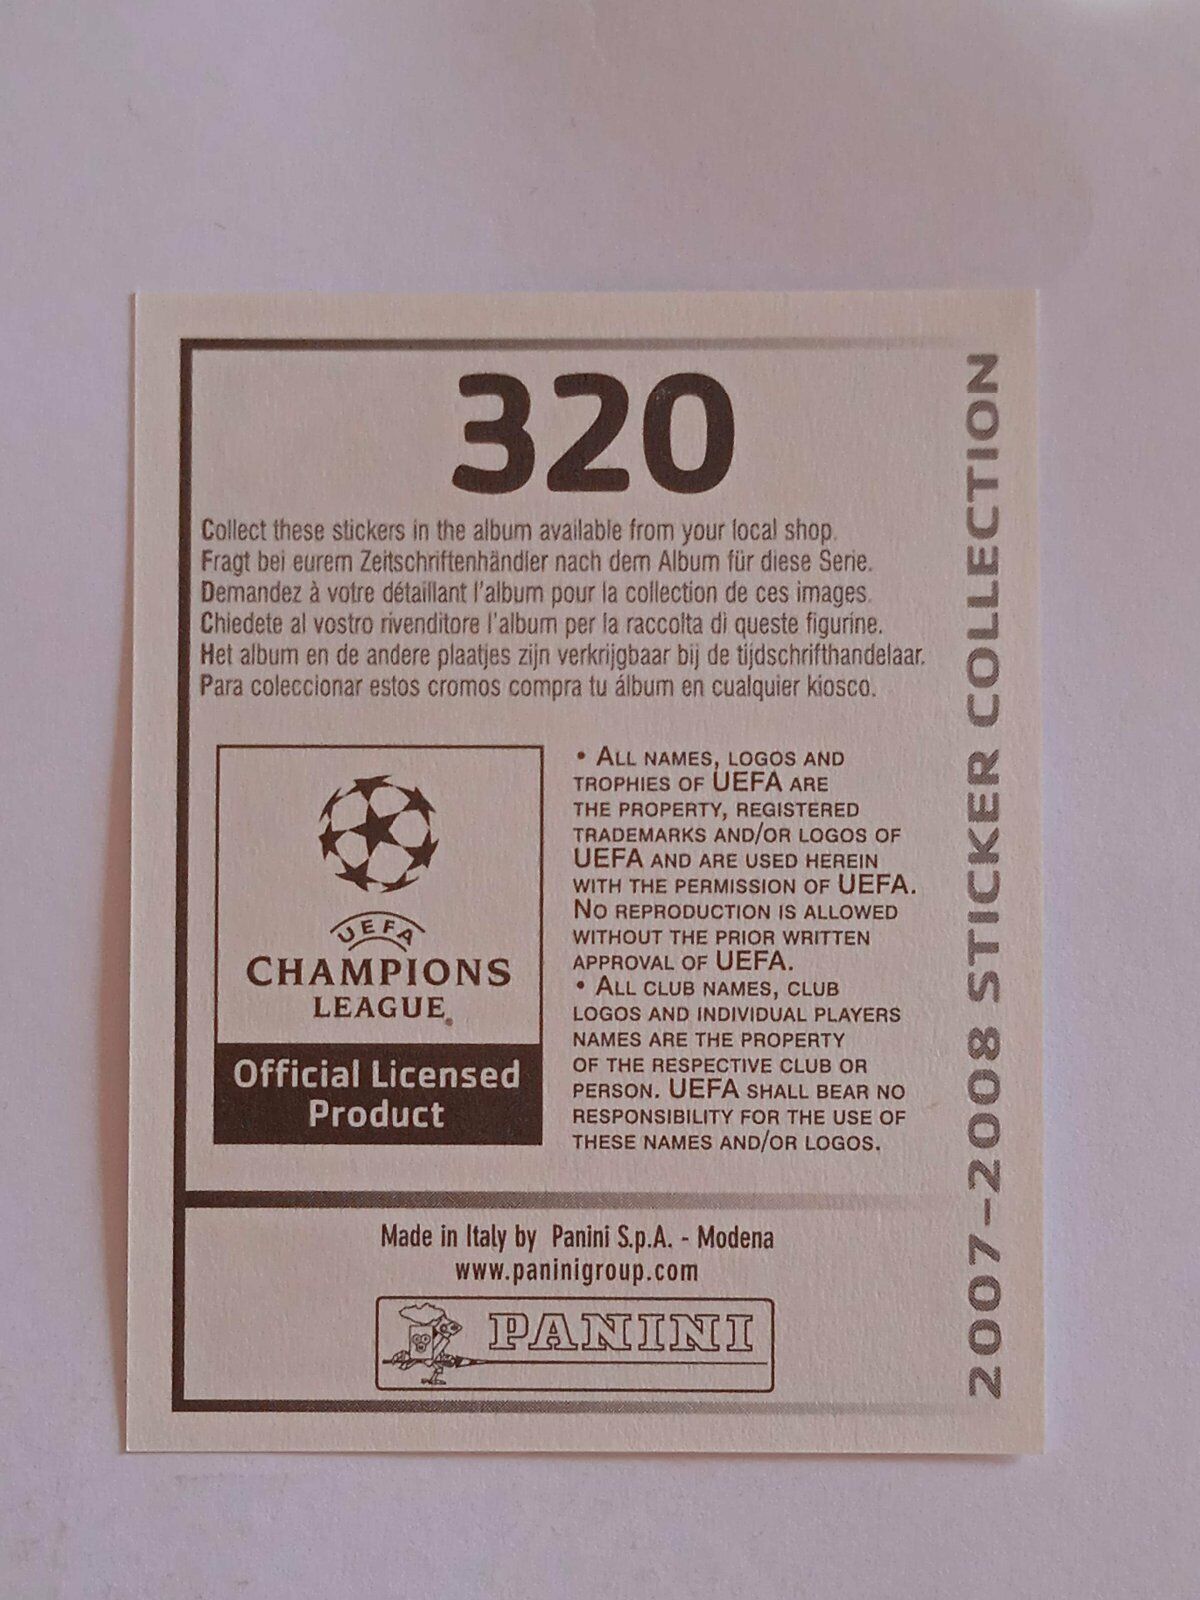 320
Collect these stickers in the album available from your local shop.
Fragt bei eurem Zeitschriftenhändler nach dem Album für diese Serie.
Demandez à votre détaillant l'album pour la collection de ces images.
Chiedete al vostro rivenditore l'album per la raccolta di queste figurine.
Het album en de andere plaatjes zijn verkrijgbaar bij de tijdschrifthandelaar.
Para coleccionar estos cromos compra tu álbum en cualquier kiosco.
UEFA
CHAMPIONS
LEAGUE®
Official Licensed
Product
• ALL NAMES, LOGOS AND
TROPHIES OF UEFA ARE
THE PROPERTY, REGISTERED
TRADEMARKS AND/OR LOGOS OF
UEFA AND ARE USED HEREIN
WITH THE PERMISSION OF UEFA.
NO REPRODUCTION IS ALLOWED
WITHOUT THE PRIOR WRITTEN
APPROVAL OF UEFA.
• ALL CLUB NAMES, CLUB
LOGOS AND INDIVIDUAL PLAYERS
NAMES ARE THE PROPERTY
OF THE RESPECTIVE CLUB OR
PERSON. UEFA SHALL BEAR NO
RESPONSIBILITY FOR THE USE OF
THESE NAMES AND/OR LOGOS.
Made in Italy by Panini S.p.A. - Modena
www.paninigroup.com
PANINI
2007-2008 STICKER COLLECTION